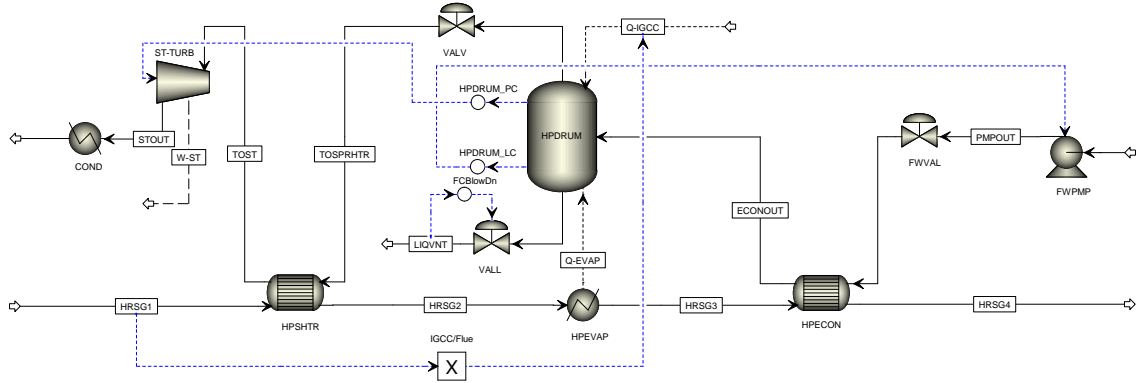 Q-IGCC
ST-TURB
VALV
HPDRUM_PC
HPDRUM
HPDRUM_LC
FCBlowDn
STOUT
COND
W-ST
TOST
TOSPRHTR
FWVAL
PMPOUT
FWPMP
ECONOUT
LIQVNT
VALL
Q-EVAP
HRSG1
HPSHTR
HRSG2
HPEVAP
HRSG3
HPECON
HRSG4
IGCC/Flue
X